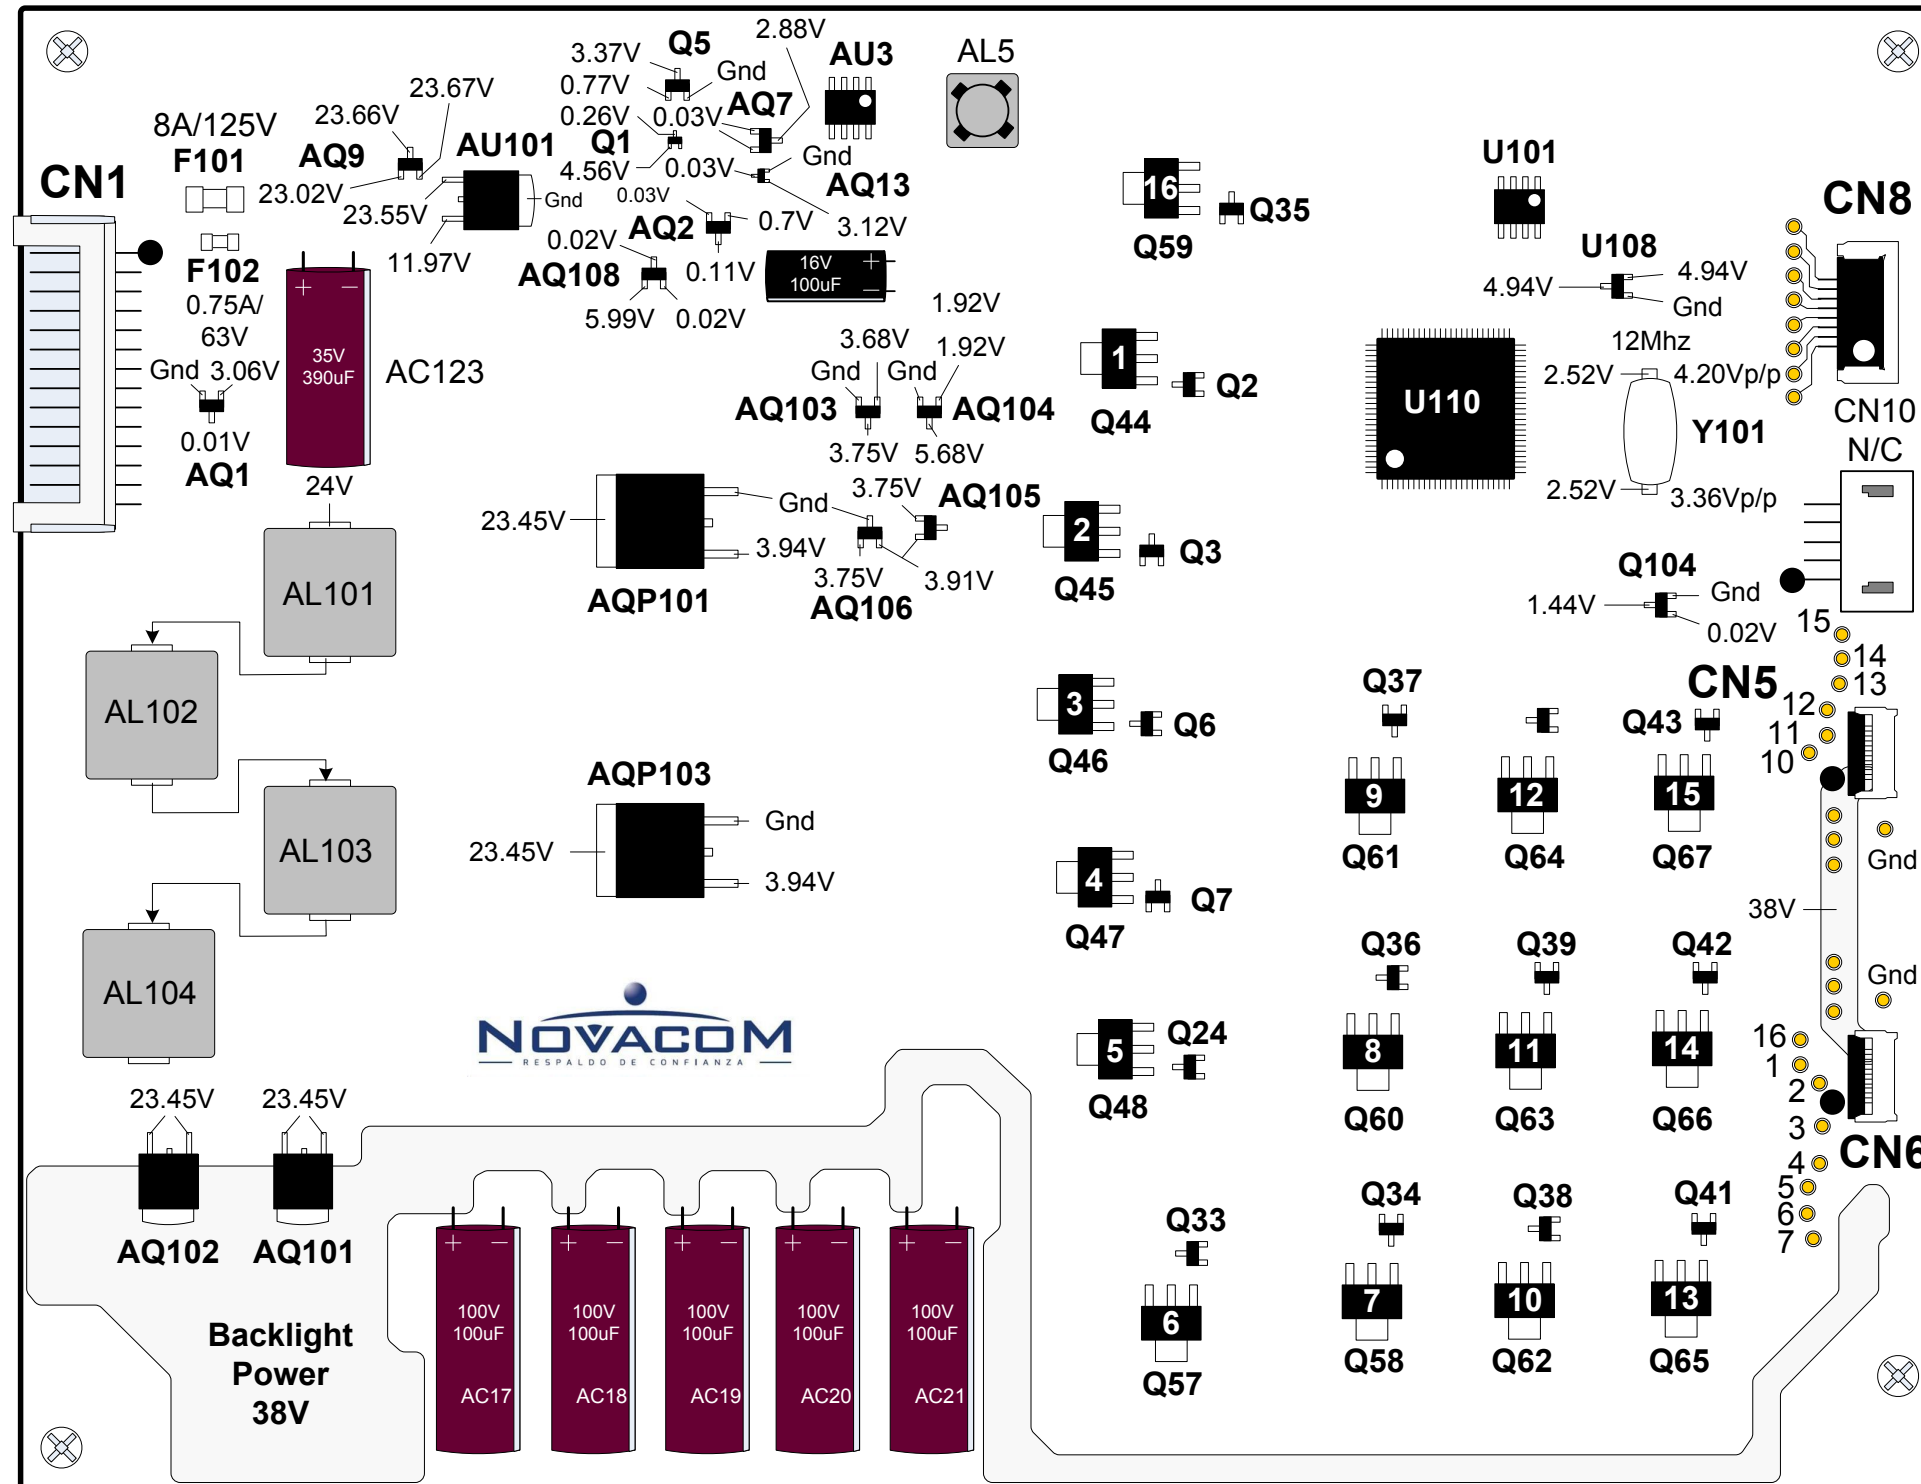 3.37V
Q5
2.88V
AU3
AL5
Gnd
0.77V
0.26V
0.03V
AQ7
23.67V
23.66V
8A/125V
F101
AQ9
AU101
Q1
Gnd
CN1
U101
4.56V
0.03V
AQ13
23.02V
23.55V
Gnd
0.03V
0.7V
3.12V
16
Q35
CN8
AQ2
0.02V
Q59
U108
11.97V
AQ108
0.11V
16V
100uF
4.94V
4.94V
Gnd
F102
0.75A/
63V
5.99V
0.02V
1.92V
12Mhz
Gnd
3.06V
35V
390uF
AC123
3.68V
1.92V
Gnd
Gnd
1
Q2
2.52V
4.20Vp/p
AQ103
AQ104
Q44
U110
Y101
CN10
N/C
0.01V
AQ1
3.75V
5.68V
24V
3.75V
AQ105
2.52V
3.36Vp/p
23.45V
Gnd
3.94V
2
Q3
3.75V
3.91V
AQP101
AQ106
Q45
Q104
1.44V
Gnd
0.02V
AL101
15
14
13
12
11
10
CN5
AL102
3
Q6
Q46
Q37
Q43
AQP103
9
12
15
23.45V
Gnd
3.94V
AL103
Q61
Q64
Q67
Gnd
4
Q7
Q47
38V
Q36
Q39
Q42
Gnd
AL104
NOVACOM
RESPALDO DE CONFIANZA
5
Q24
Q48
8
11
14
16
1
2
3
Q60
Q63
Q66
23.45V
23.45V
4
CN6
5
6
7
AQ102
AQ101
Q33
Q34
Q38
Q41
+ −
+ −
+ −
+ −
+ −
100V
100uF
AC17
100V
100uF
AC18
100V
100uF
AC19
100V
100uF
AC20
100V
100uF
AC21
6
7
10
13
Q57
Q58
Q62
Q65
Backlight
Power
38V